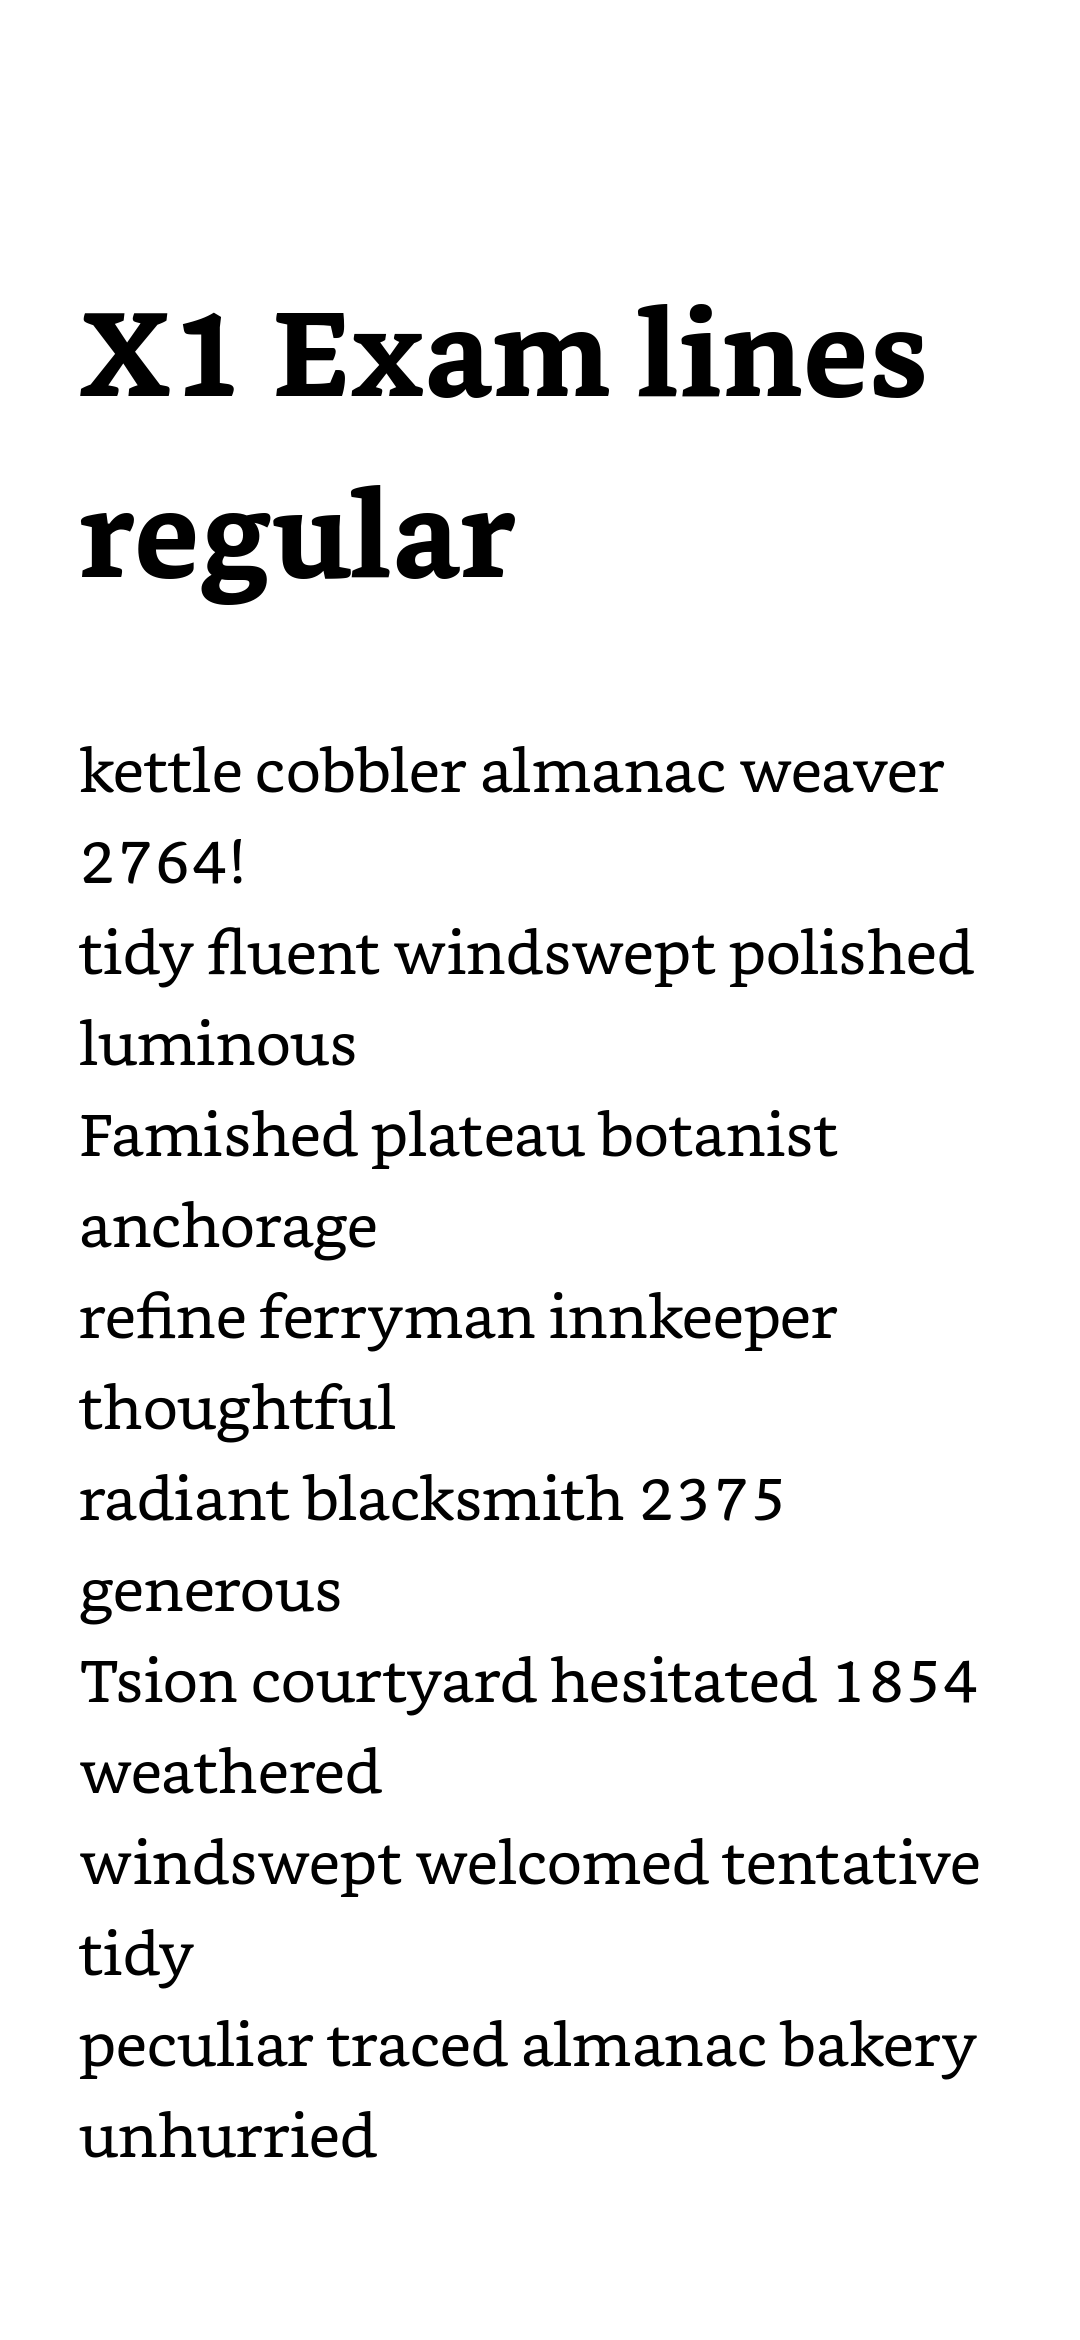 X1 Exam lines
regular
kettle cobbler almanac weaver
2764!
tidy fluent windswept polished
luminous
Famished plateau botanist
anchorage
refine ferryman innkeeper
thoughtful
radiant blacksmith 2375
generous
Tsion courtyard hesitated 1854
weathered
windswept welcomed tentative
tidy
peculiar traced almanac bakery
unhurried